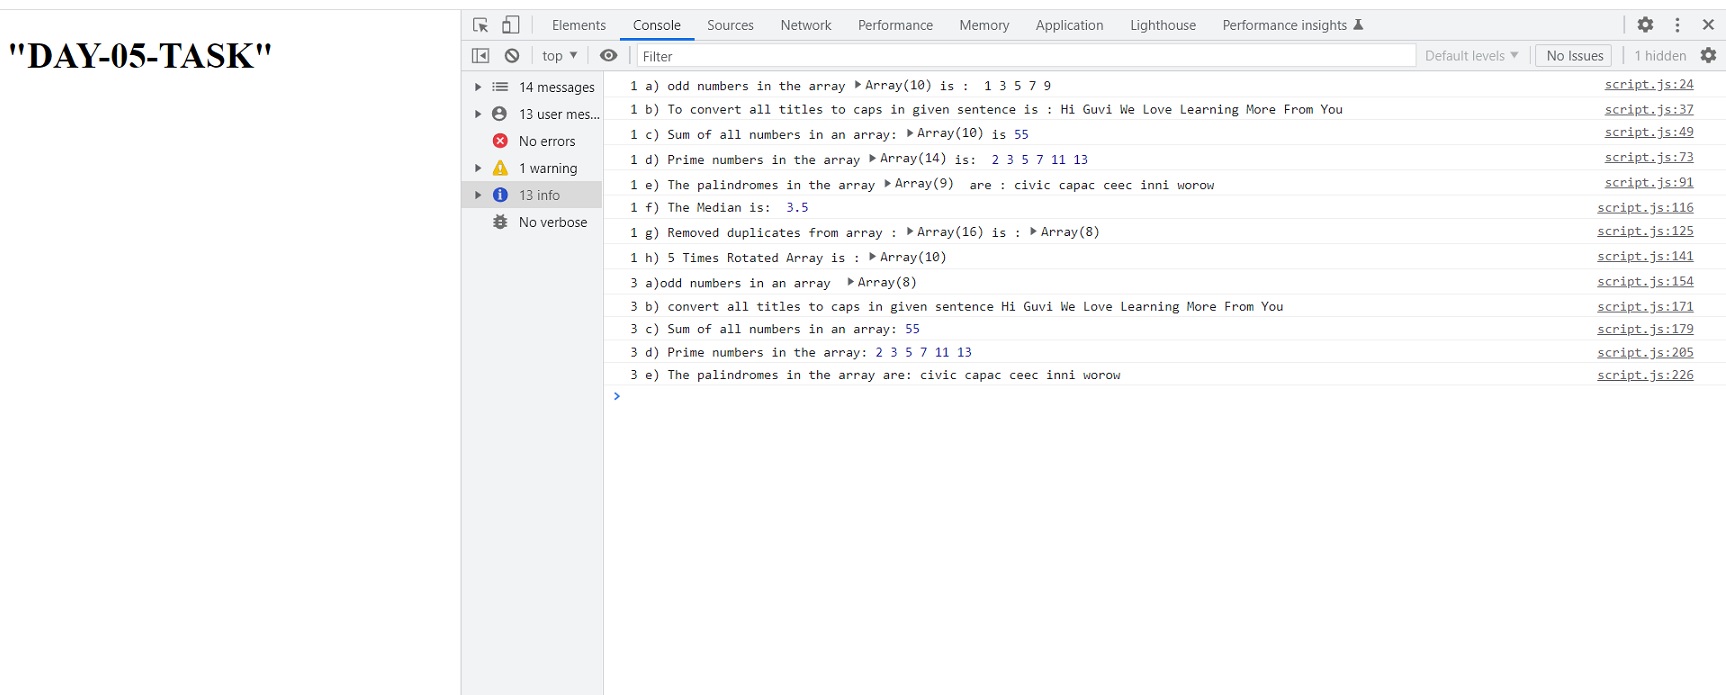 "DAY-05-TASK"
Elements Console Sources Network Performance Memory Application Lighthouse Performance insights
top Filter Default levels No Issues 1 hidden
14 messages
13 user mes...
No errors
1 warning
13 info
No verbose
1 a) odd numbers in the array Array(10) is : 1 3 5 7 9 script.js:24
1 b) To convert all titles to caps in given sentence is : Hi Guvi We Love Learning More From You script.js:37
1 c) Sum of all numbers in an array: Array(10) is 55 script.js:49
1 d) Prime numbers in the array Array(14) is: 2 3 5 7 11 13 script.js:73
1 e) The palindromes in the array Array(9) are : civic capac ceec inni worow script.js:91
1 f) The Median is: 3.5 script.js:116
1 g) Removed duplicates from array : Array(16) is : Array(8) script.js:125
1 h) 5 Times Rotated Array is : Array(10) script.js:141
3 a)odd numbers in an array Array(8) script.js:154
3 b) convert all titles to caps in given sentence Hi Guvi We Love Learning More From You script.js:171
3 c) Sum of all numbers in an array: 55 script.js:179
3 d) Prime numbers in the array: 2 3 5 7 11 13 script.js:205
3 e) The palindromes in the array are: civic capac ceec inni worow script.js:226